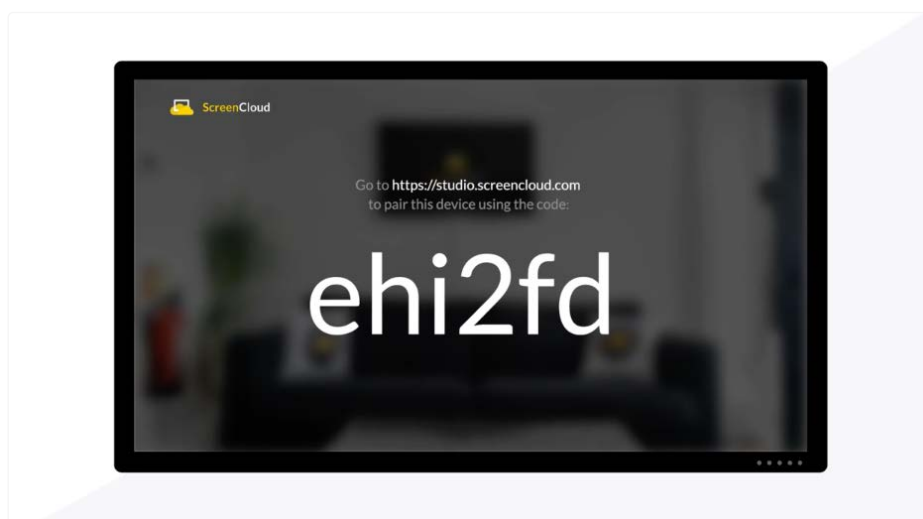 ScreenCloud
Go to https://studio.screencloud.com
to pair this device using the code:
ehi2fd